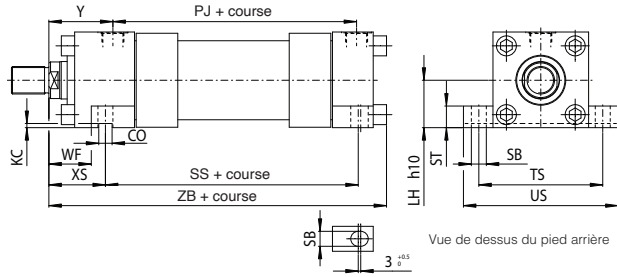 Y
PJ + course
KC
WF
CO
XS
SS + course
ZB + course
LH h10
ST
SB
TS
US
SB
3 +0.5 0
Vue de dessus du pied arrière